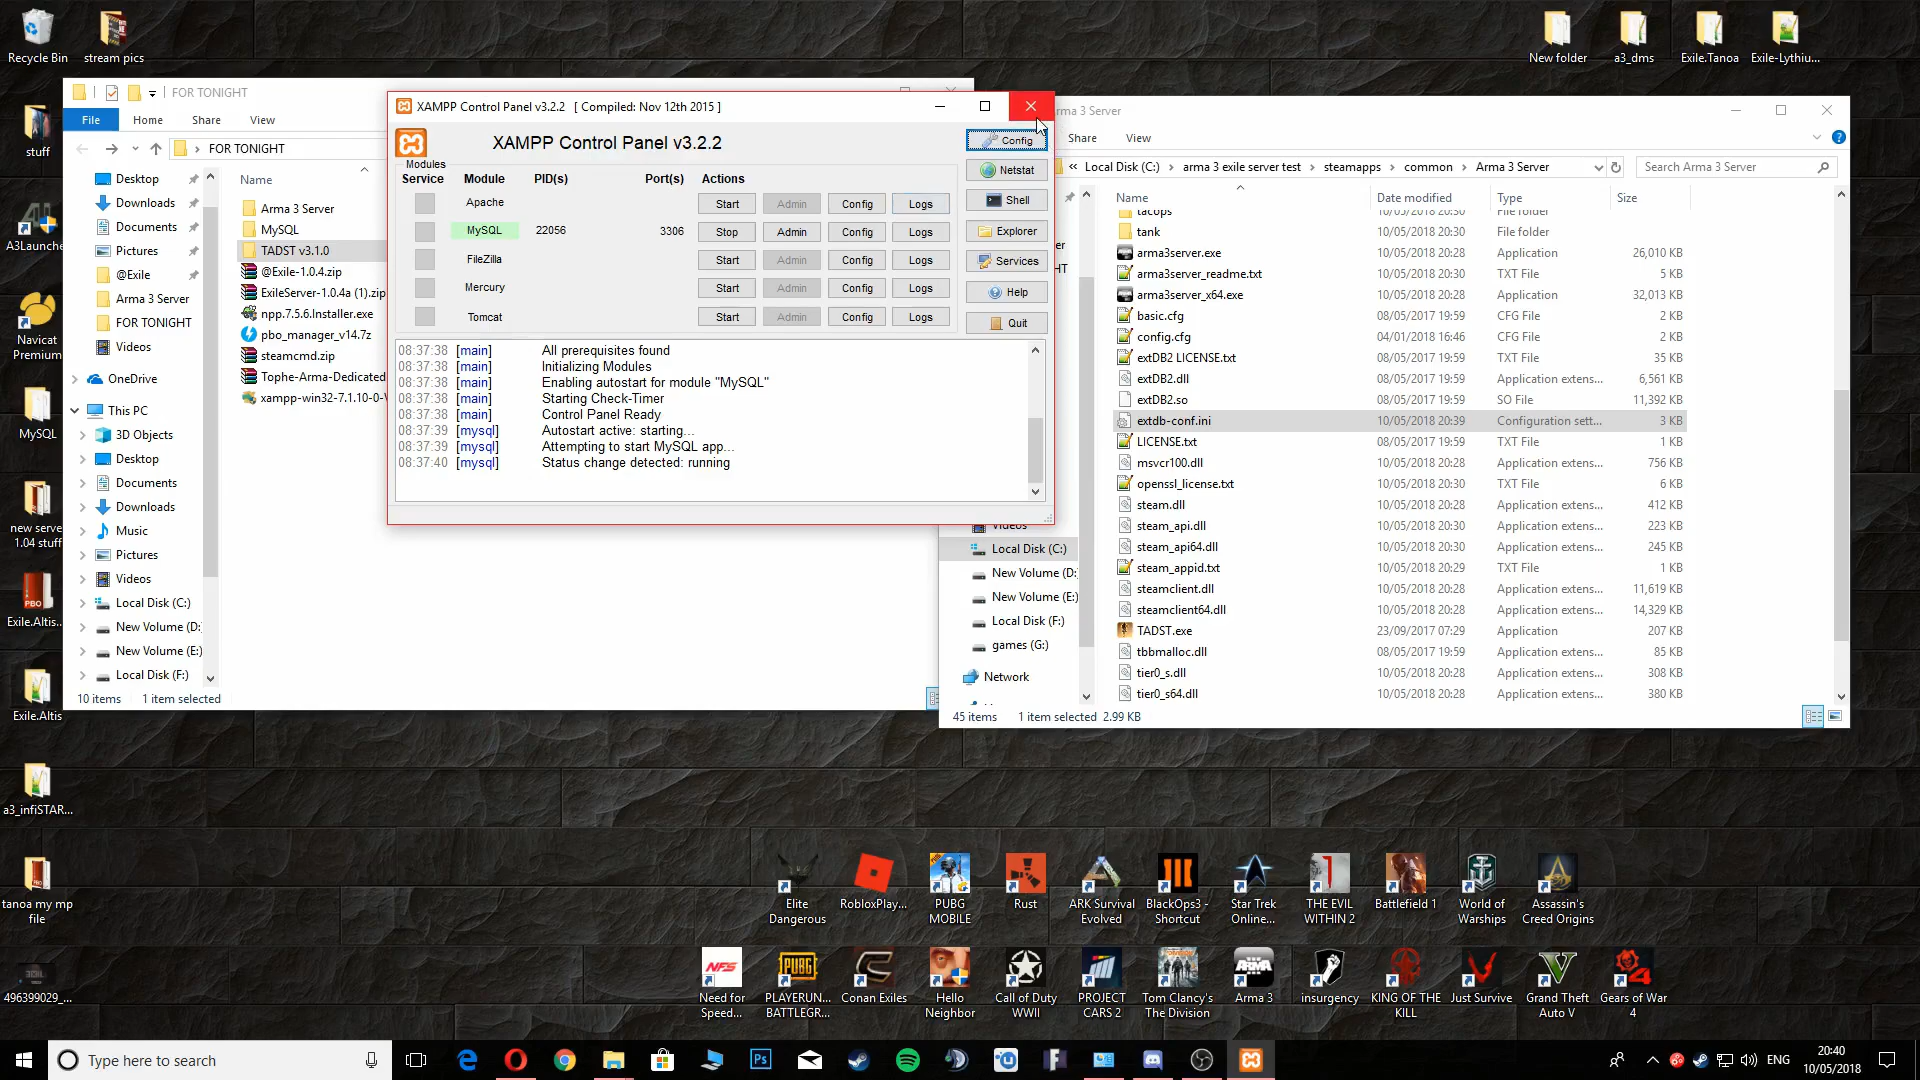 Recycle Bin
stream pics
New folder
a3_dms
Exile.Tanoa
Exile-Lythiu...
stuff
A3Launche
Navicat
Premium
MySQL
new serve
1.04 stuff
Exile.Altis..
Exile.Altis
a3_infiSTAR...
tanoa my mp
file
496399029_...
FOR TONIGHT
File
Home
Share
View
FOR TONIGHT
Desktop
Downloads
Documents
Pictures
@Exile
Arma 3 Server
FOR TONIGHT
Videos
OneDrive
This PC
3D Objects
Desktop
Documents
Downloads
Music
Pictures
Videos
Local Disk (C:)
New Volume (D:
New Volume (E:)
Local Disk (F:)
Name
Arma 3 Server
MySQL
TADST v3.1.0
@Exile-1.0.4.zip
ExileServer-1.0.4a (1).zip
npp.7.5.6.Installer.exe
pbo_manager_v14.7z
steamcmd.zip
Tophe-Arma-Dedicated
xampp-win32-7.1.10-0-V
10 items
1 item selected
XAMPP Control Panel v3.2.2 [ Compiled: Nov 12th 2015 ]
XAMPP Control Panel v3.2.2
Modules
Service
Module
PID(s)
Port(s)
Actions
Apache
Start
Admin
Config
Logs
MySQL
22056
3306
Stop
Admin
Config
Logs
FileZilla
Start
Admin
Config
Logs
Mercury
Start
Admin
Config
Logs
Tomcat
Start
Admin
Config
Logs
Config
Netstat
Shell
Explorer
Services
Help
Quit
08:37:38 [main] All prerequisites found
08:37:38 [main] Initializing Modules
08:37:38 [main] Enabling autostart for module "MySQL"
08:37:38 [main] Starting Check-Timer
08:37:38 [main] Control Panel Ready
08:37:39 [mysql] Autostart active: starting...
08:37:39 [mysql] Attempting to start MySQL app...
08:37:40 [mysql] Status change detected: running
rma 3 Server
Share
View
« Local Disk (C:) › arma 3 exile server test › steamapps › common › Arma 3 Server
Search Arma 3 Server
er
HT
Videos
Local Disk (C:)
New Volume (D:
New Volume (E:)
Local Disk (F:)
games (G:)
Network
Name Date modified Type Size
tacops 10/05/2018 20:30 File folder
tank 10/05/2018 20:30 File folder
arma3server.exe 10/05/2018 20:28 Application 26,010 KB
arma3server_readme.txt 10/05/2018 20:30 TXT File 5 KB
arma3server_x64.exe 10/05/2018 20:28 Application 32,013 KB
basic.cfg 08/05/2017 19:59 CFG File 2 KB
config.cfg 04/01/2018 16:46 CFG File 2 KB
extDB2 LICENSE.txt 08/05/2017 19:59 TXT File 35 KB
extDB2.dll 08/05/2017 19:59 Application extens... 6,561 KB
extDB2.so 08/05/2017 19:59 SO File 11,392 KB
extdb-conf.ini 10/05/2018 20:39 Configuration sett... 3 KB
LICENSE.txt 08/05/2017 19:59 TXT File 1 KB
msvcr100.dll 10/05/2018 20:28 Application extens... 756 KB
openssl_license.txt 10/05/2018 20:30 TXT File 6 KB
steam.dll 10/05/2018 20:28 Application extens... 412 KB
steam_api.dll 10/05/2018 20:30 Application extens... 223 KB
steam_api64.dll 10/05/2018 20:30 Application extens... 245 KB
steam_appid.txt 10/05/2018 20:29 TXT File 1 KB
steamclient.dll 10/05/2018 20:28 Application extens... 11,619 KB
steamclient64.dll 10/05/2018 20:28 Application extens... 14,329 KB
TADST.exe 23/09/2017 07:29 Application 207 KB
tbbmalloc.dll 08/05/2017 19:59 Application extens... 85 KB
tier0_s.dll 10/05/2018 20:28 Application extens... 308 KB
tier0_s64.dll 10/05/2018 20:28 Application extens... 380 KB
45 items
1 item selected 2.99 KB
Elite
Dangerous
RobloxPlay...
PUBG
MOBILE
Rust
ARK Survival
Evolved
BlackOps3 -
Shortcut
Star Trek
Online...
THE EVIL
WITHIN 2
Battlefield 1
World of
Warships
Assassin's
Creed Origins
Need for
Speed...
PLAYERUN...
BATTLEGR...
Conan Exiles
Hello
Neighbor
Call of Duty
WWII
PROJECT
CARS 2
Tom Clancy's
The Division
Arma 3
insurgency
KING OF THE
KILL
Just Survive
Grand Theft
Auto V
Gears of War
4
Type here to search
ENG
20:40
10/05/2018